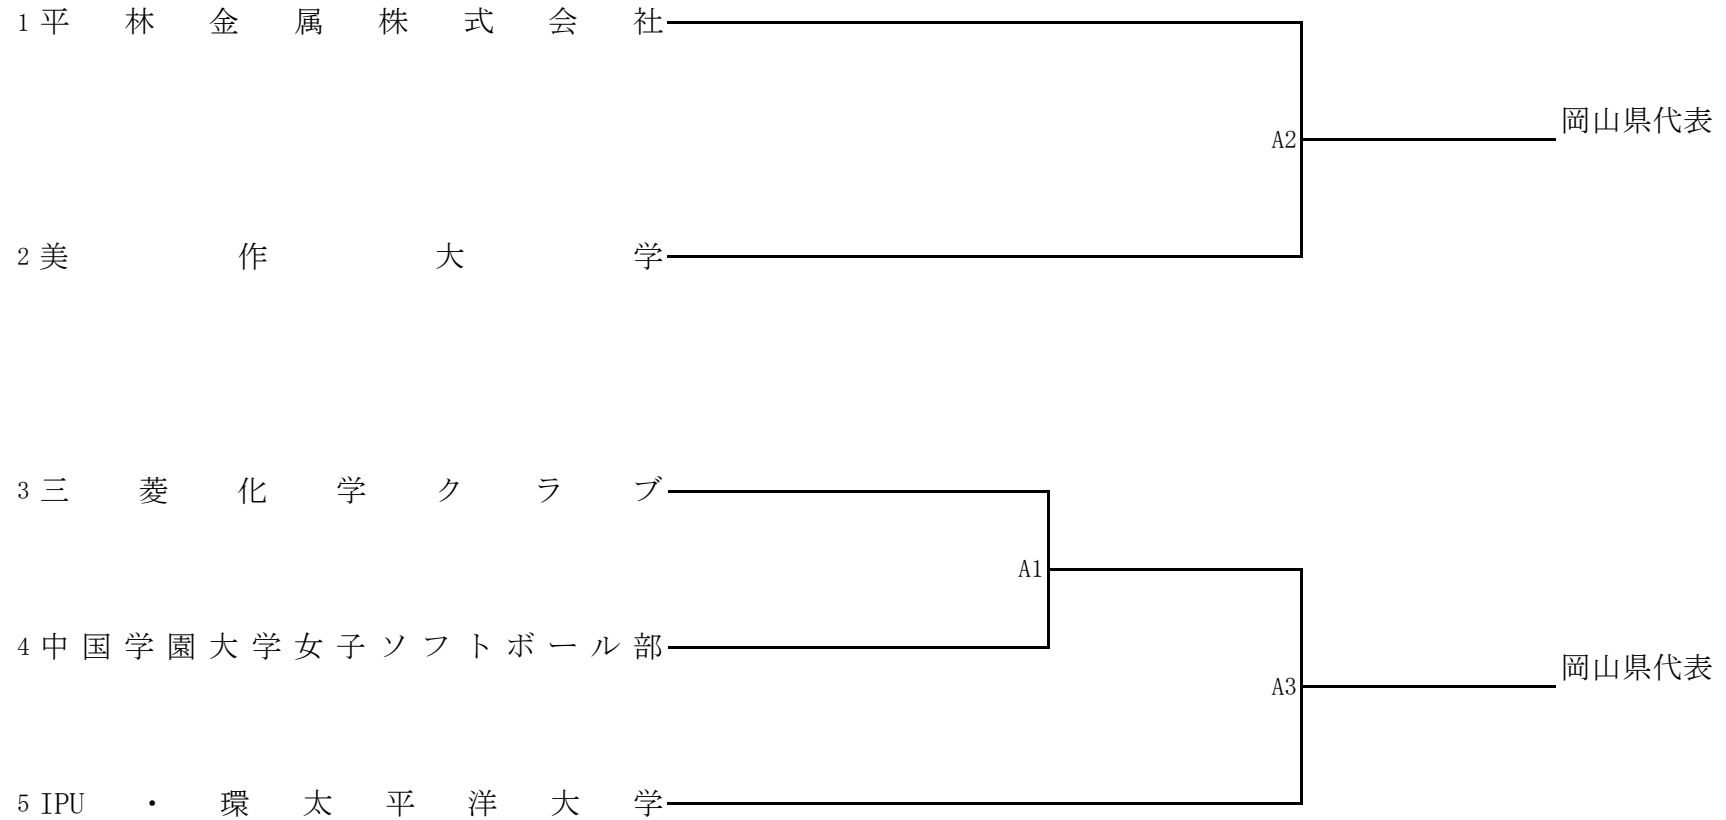 1 平林金属株式会社
岡山県代表
A2
2 美作大学
3 三菱化学クラブ
A1
4 中国学園大学女子ソフトボール部
岡山県代表
A3
5 IPU・環太平洋大学